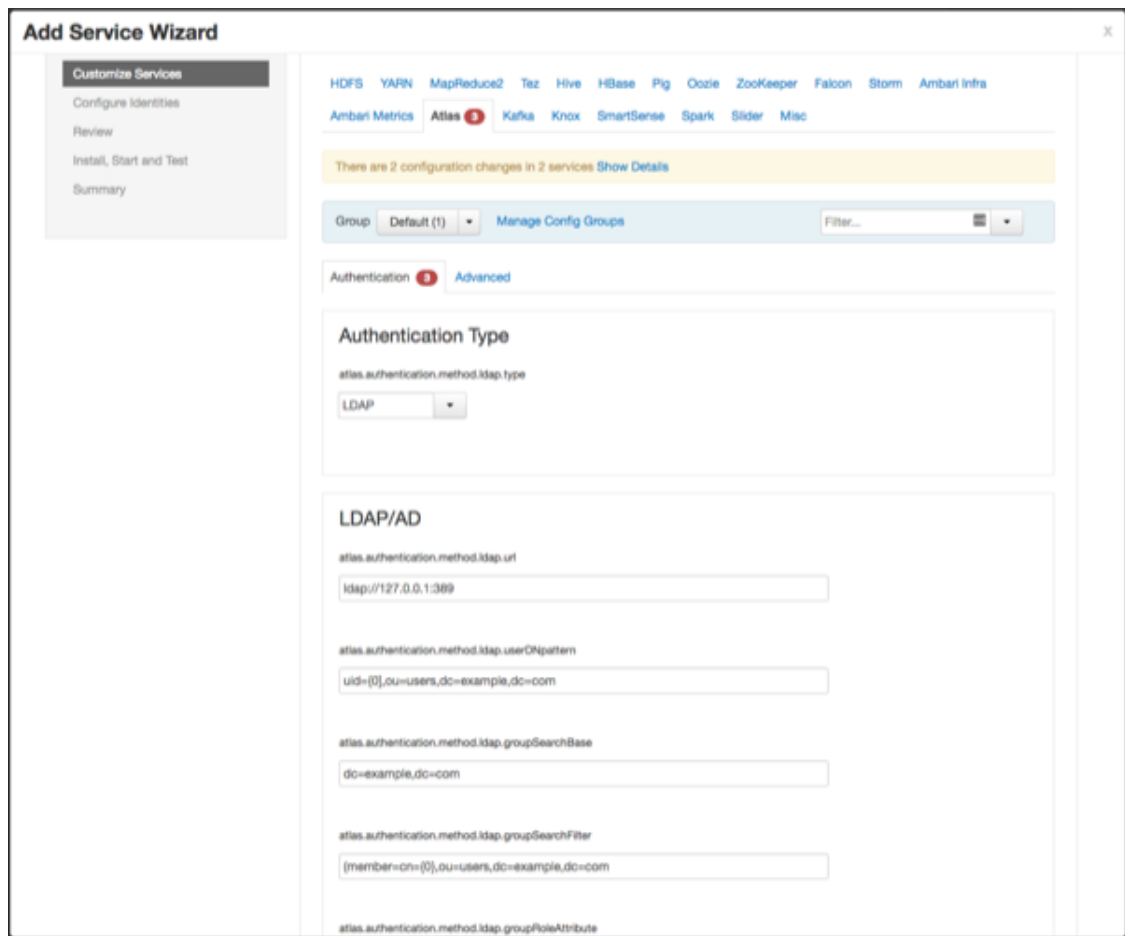 Add Service Wizard
x
Customize Services
Configure Identities
Review
Install, Start and Test
Summary
HDFS YARN MapReduce2 Tez Hive HBase Pig Oozie ZooKeeper Falcon Storm Ambari Infra
Ambari Metrics Atlas 3 Kafka Knox SmartSense Spark Slider Misc
There are 2 configuration changes in 2 services Show Details
Group Default (1) Manage Config Groups Filter...
Authentication 3 Advanced
Authentication Type
atlas.authentication.method.ldap.type
LDAP
LDAP/AD
atlas.authentication.method.ldap.url
ldap://127.0.0.1:389
atlas.authentication.method.ldap.userDNpattern
uid={0],ou=users,dc=example,dc=com
atlas.authentication.method.ldap.groupSearchBase
dc=example,dc=com
atlas.authentication.method.ldap.groupSearchFilter
(member=cn={0},ou=users,dc=example,dc=com
atlas.authentication.method.ldap.groupRoleAttribute